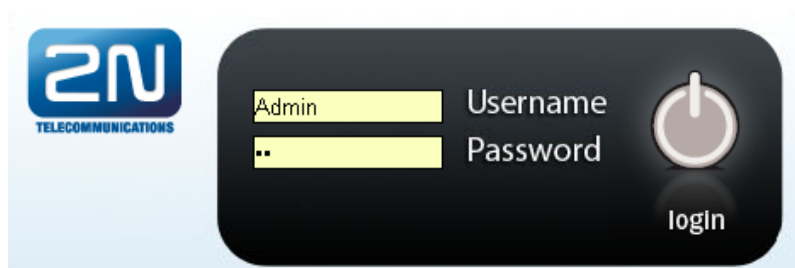 2N
TELECOMMUNICATIONS
Admin Username
•• Password
login